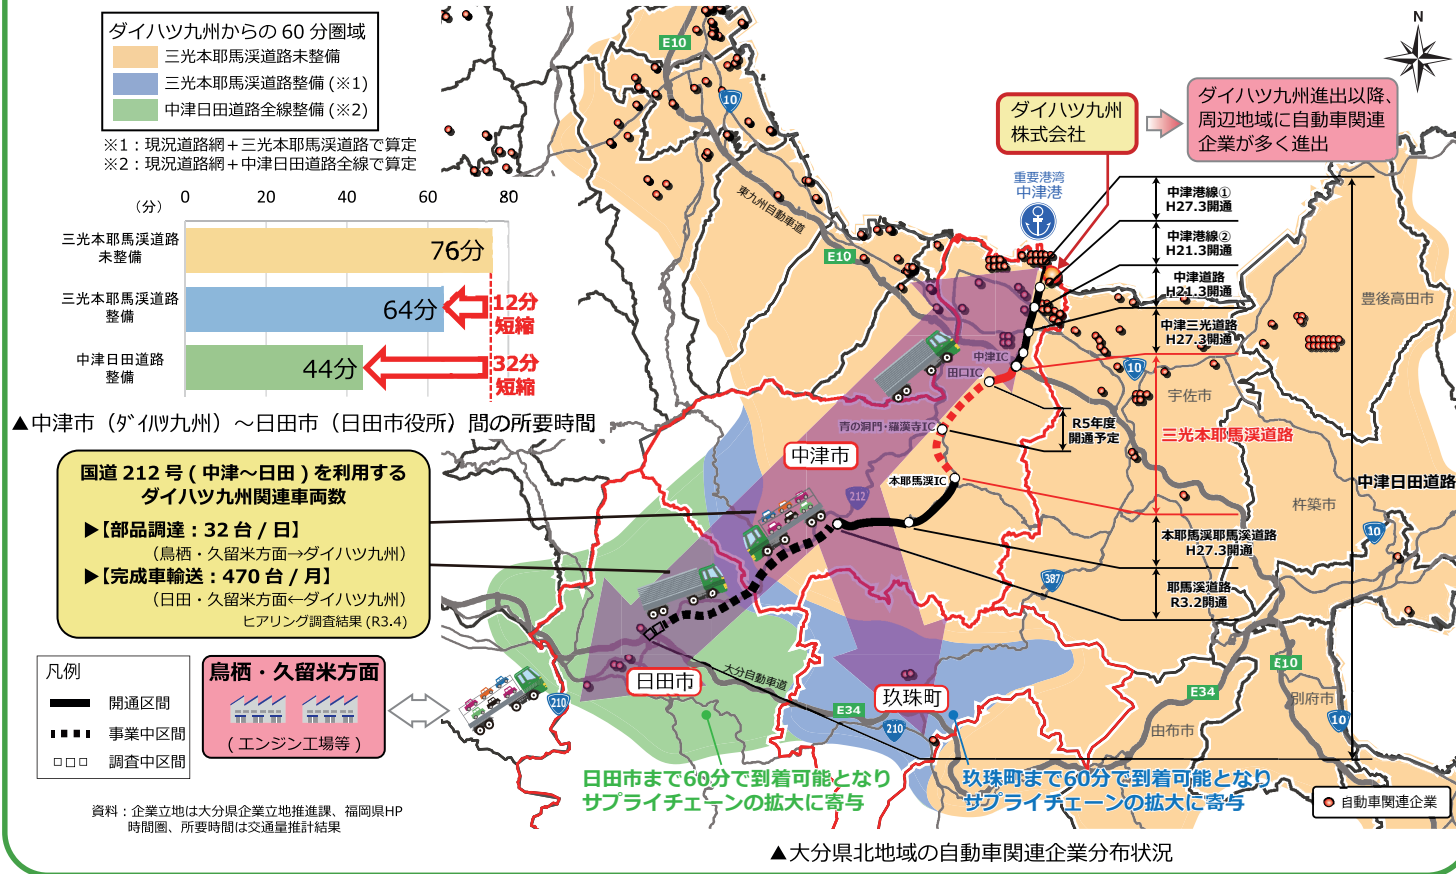 ダイハツ九州からの60分圏域
三光本耶馬渓道路未整備
三光本耶馬渓道路整備(※1)
中津日田道路全線整備(※2)
※1：現況道路網＋三光本耶馬渓道路で算定
※2：現況道路網＋中津日田道路全線で算定
（分）
0 20 40 60 80
三光本耶馬渓道路
未整備
76分
三光本耶馬渓道路
整備
64分
12分
短縮
中津日田道路
整備
44分
32分
短縮
▲中津市（ﾀﾞｲﾊﾂ九州）～日田市（日田市役所）間の所要時間
国道212号(中津～日田)を利用する
ダイハツ九州関連車両数
▶【部品調達：32台/日】
（鳥栖・久留米方面→ダイハツ九州）
▶【完成車輸送：470台/月】
（日田・久留米方面←ダイハツ九州）
ヒアリング調査結果(R3.4)
凡例
開通区間
事業中区間
調査中区間
鳥栖・久留米方面
(エンジン工場等)
資料：企業立地は大分県企業立地推進課、福岡県HP
時間圏、所要時間は交通量推計結果
N
ダイハツ九州
株式会社
ダイハツ九州進出以降、
周辺地域に自動車関連
企業が多く進出
重要港湾
中津港
E10
10
東九州自動車道
E10
中津港線①
H27.3開通
中津港線②
H21.3開通
中津道路
H21.3開通
中津三光道路
H27.3開通
豊後高田市
中津IC
田口IC
10
宇佐市
R5年度
開通予定
三光本耶馬渓道路
青の洞門・羅漢寺IC
中津市
本耶馬渓IC
212
中津日田道路
杵築市
10
本耶馬渓耶馬渓道路
H27.3開通
387
耶馬渓道路
R3.2開通
大分自動車道
日田市
玖珠町
210
E34
210
E10
E34
別府市
10
由布市
日田市まで60分で到着可能となり
サプライチェーンの拡大に寄与
玖珠町まで60分で到着可能となり
サプライチェーンの拡大に寄与
自動車関連企業
▲大分県北地域の自動車関連企業分布状況